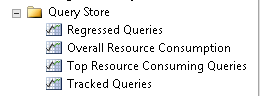 Query Store
Regressed Queries
Overall Resource Consumption
Top Resource Consuming Queries
Tracked Queries